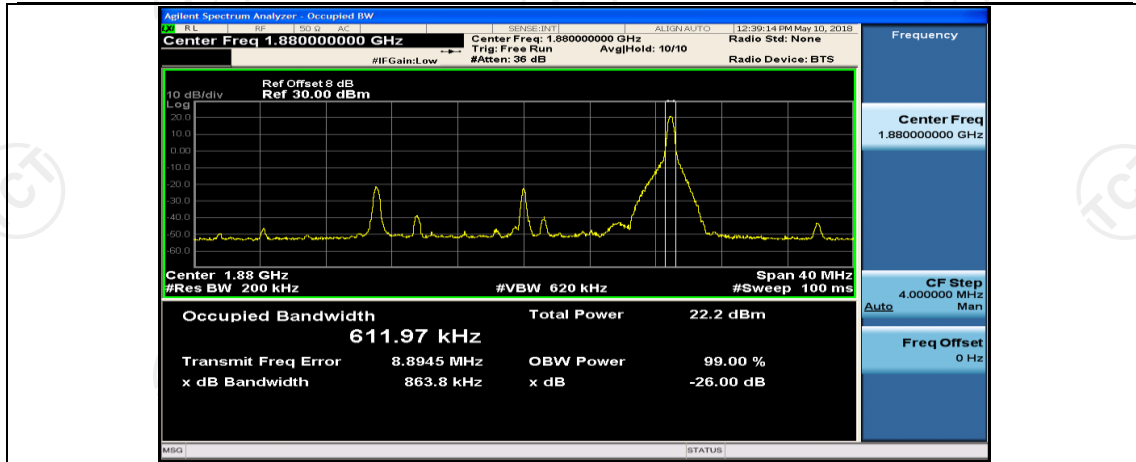 Agilent Spectrum Analyzer - Occupied BW
LXI RL RF 50 Ω AC SENSE:INT ALIGN AUTO 12:39:14 PM May 10, 2018
Center Freq 1.880000000 GHz
Center Freq: 1.880000000 GHz
Radio Std: None
Trig: Free Run Avg|Hold: 10/10
#IFGain:Low #Atten: 36 dB Radio Device: BTS
Ref Offset 8 dB
10 dB/div Ref 30.00 dBm
Log
20.0
10.0
0.00
-10.0
-20.0
-30.0
-40.0
-50.0
-60.0
Center 1.88 GHz Span 40 MHz
#Res BW 200 kHz #VBW 620 kHz #Sweep 100 ms
Occupied Bandwidth Total Power 22.2 dBm
611.97 kHz
Transmit Freq Error 8.8945 MHz OBW Power 99.00 %
x dB Bandwidth 863.8 kHz x dB -26.00 dB
MSG STATUS
Frequency
Center Freq
1.880000000 GHz
CF Step
4.000000 MHz
Auto Man
Freq Offset
0 Hz
TCT